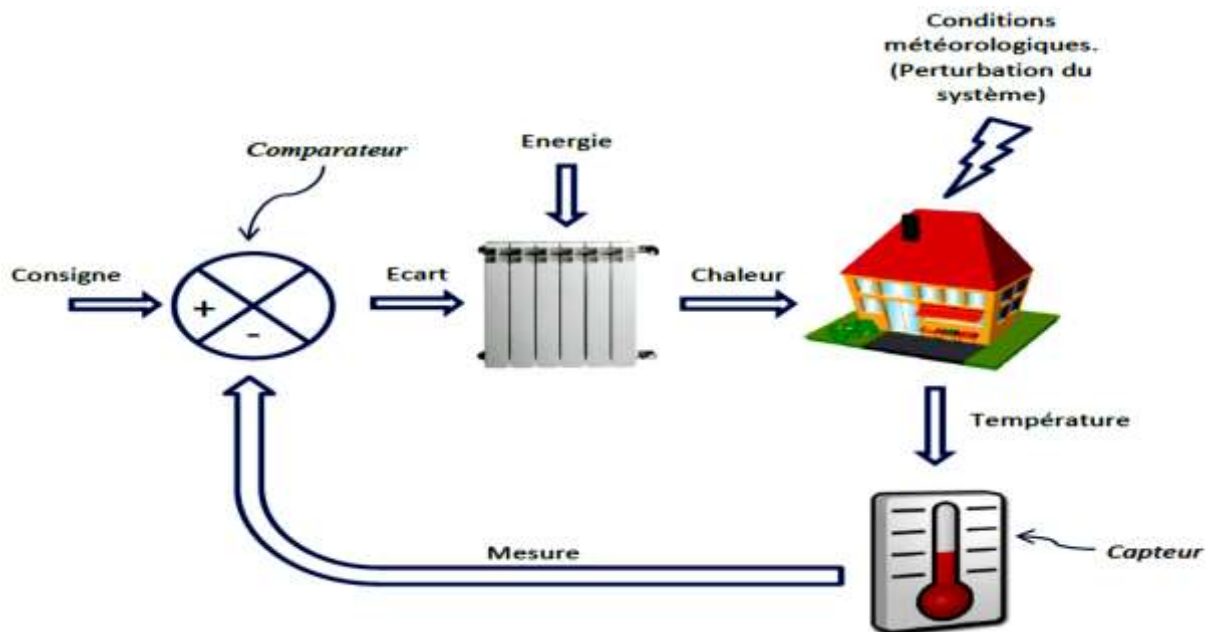 Conditions
météorologiques.
(Perturbation du
système)
Comparateur
Energie
Consigne
+
-
Ecart
Chaleur
Température
Mesure
Capteur